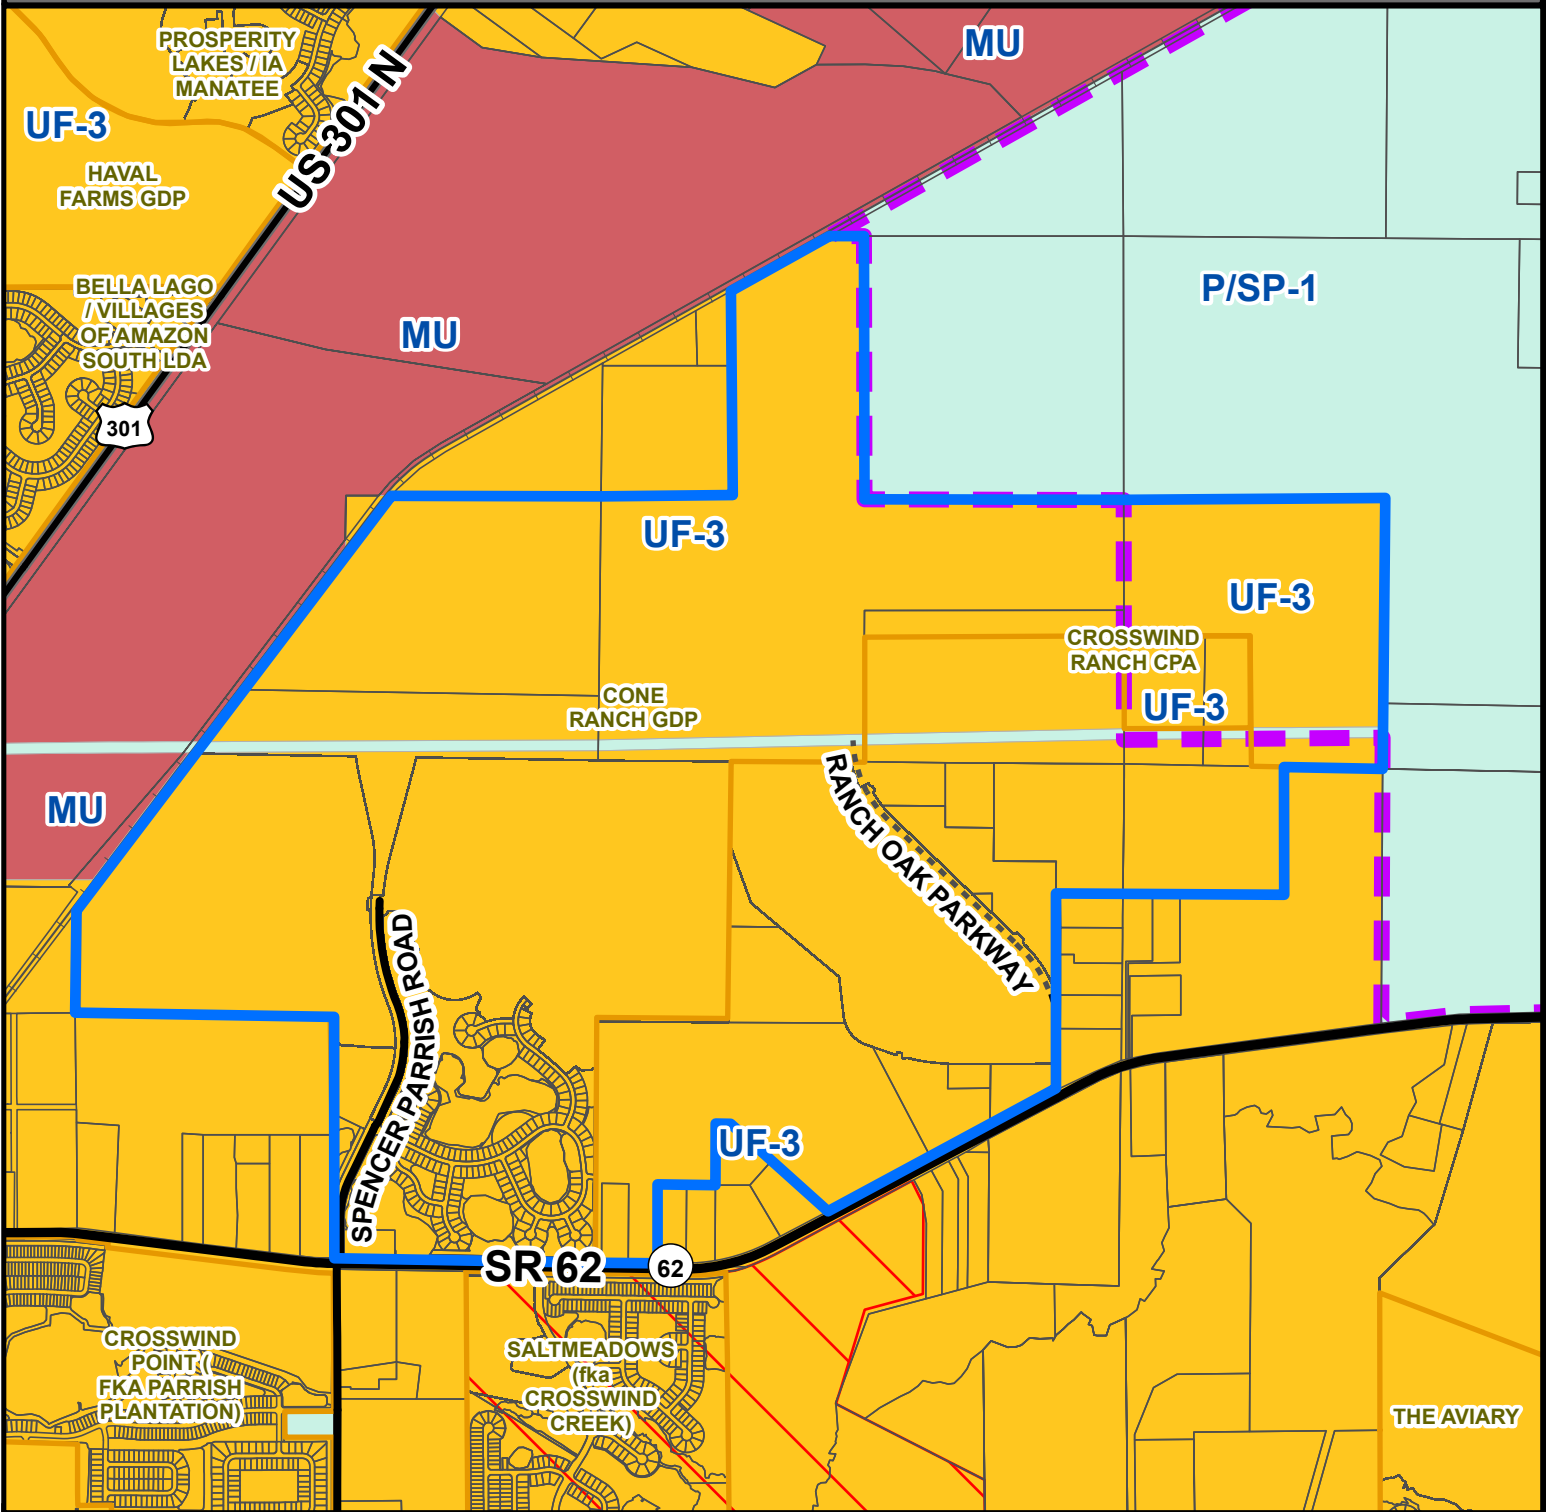 PROSPERITY
LAKES / IA
MANATEE
MU
UF-3
US 301 N
HAVAL
FARMS GDP
BELLA LAGO
/ VILLAGES
OF AMAZON
SOUTH LDA
P/SP-1
MU
301
UF-3
UF-3
CROSSWIND
RANCH CPA
CONE
RANCH GDP
UF-3
MU
RANCH OAK PARKWAY
SPENCER PARRISH ROAD
UF-3
SR 62
62
CROSSWIND
POINT (
FKA PARRISH
PLANTATION)
SALTMEADOWS
(fka
CROSSWIND
CREEK)
THE AVIARY